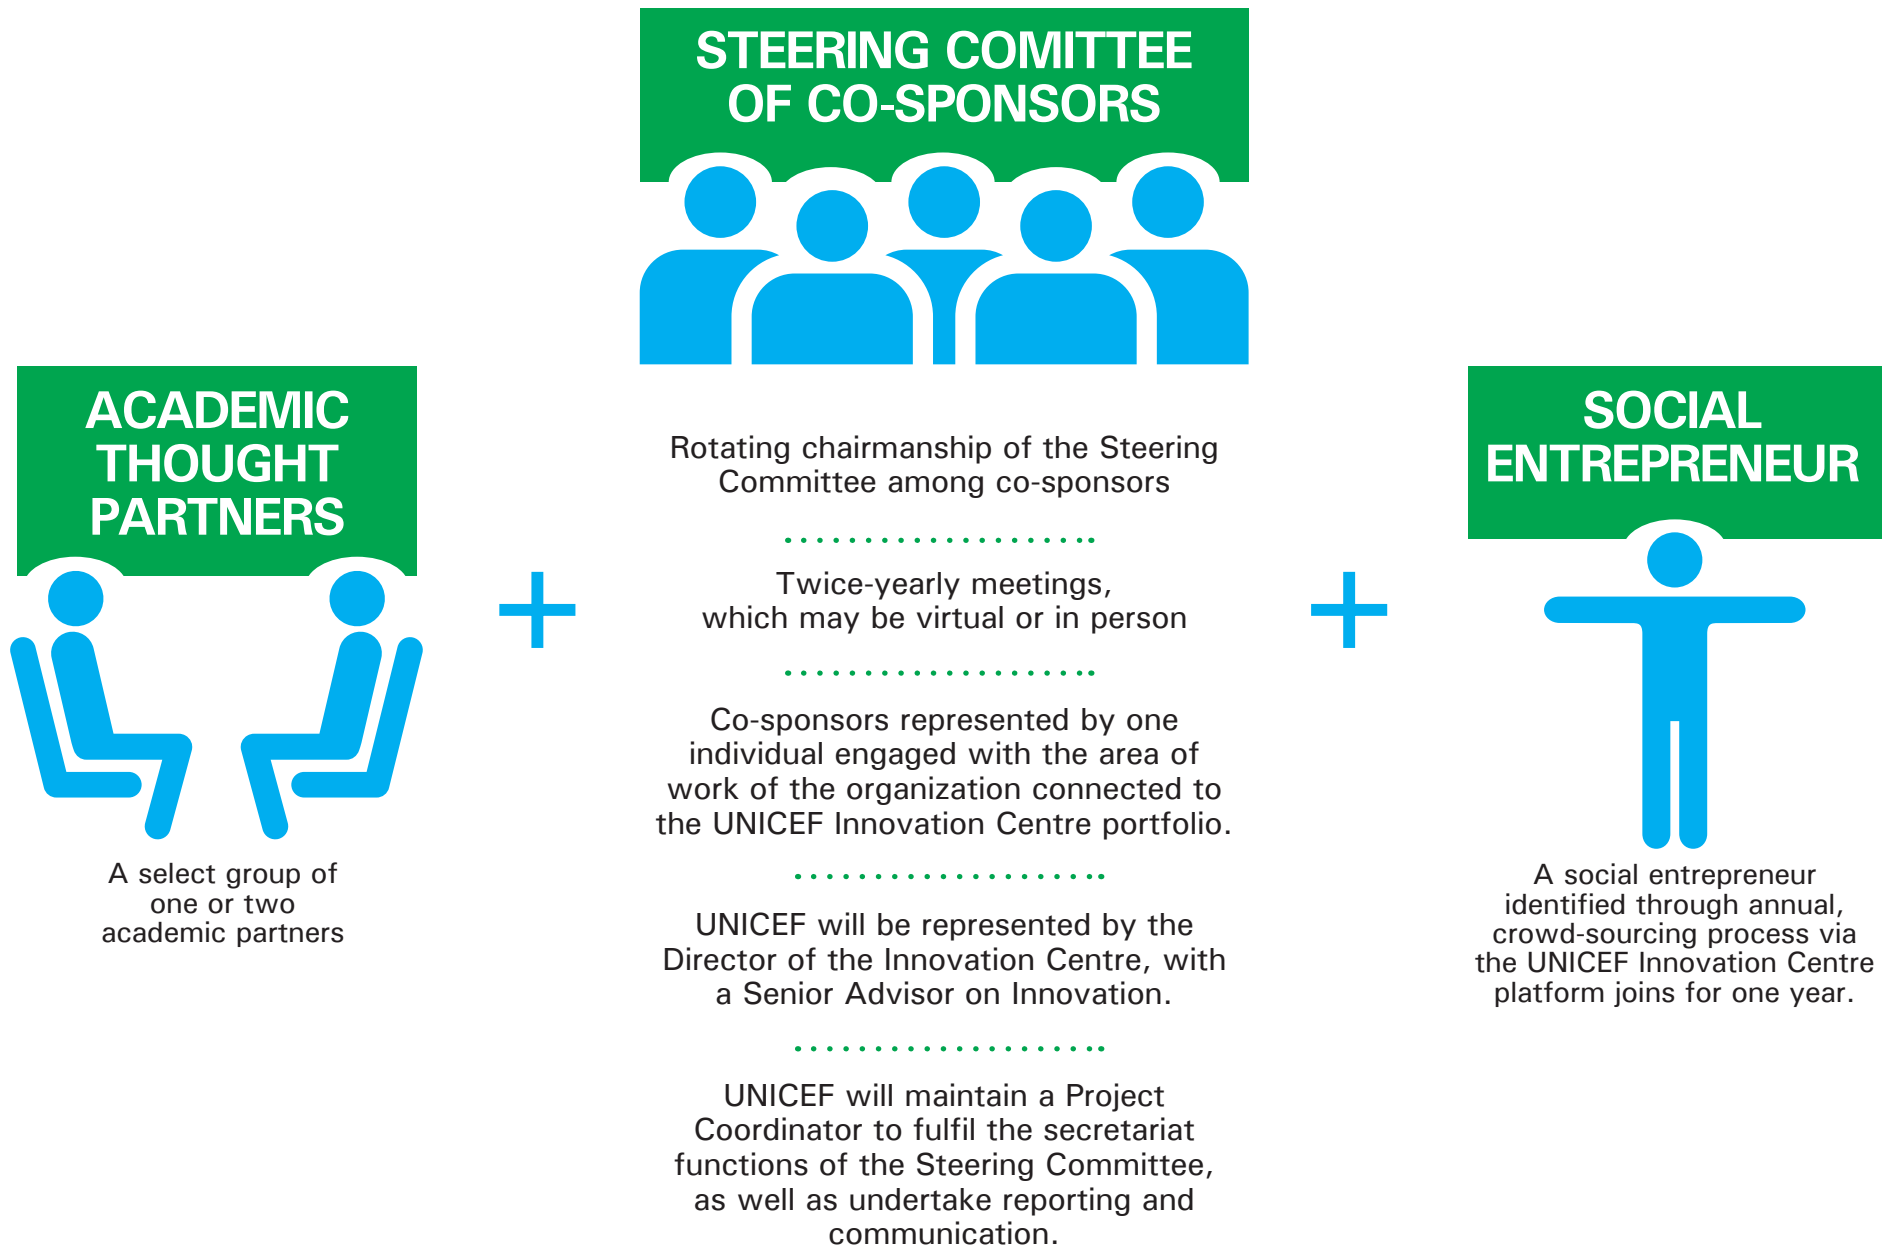 STEERING COMITTEE
OF CO-SPONSORS
ACADEMIC
THOUGHT
PARTNERS
A select group of
one or two
academic partners
+
Rotating chairmanship of the Steering
Committee among co-sponsors
Twice-yearly meetings,
which may be virtual or in person
Co-sponsors represented by one
individual engaged with the area of
work of the organization connected to
the UNICEF Innovation Centre portfolio.
UNICEF will be represented by the
Director of the Innovation Centre, with
a Senior Advisor on Innovation.
UNICEF will maintain a Project
Coordinator to fulfil the secretariat
functions of the Steering Committee,
as well as undertake reporting and
communication.
+
SOCIAL
ENTREPRENEUR
A social entrepreneur
identified through annual,
crowd-sourcing process via
the UNICEF Innovation Centre
platform joins for one year.